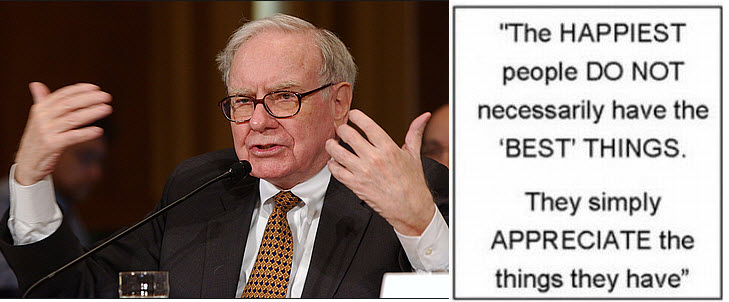 "The HAPPIEST
people DO NOT
necessarily have the
‘BEST’ THINGS.
They simply
APPRECIATE the
things they have”